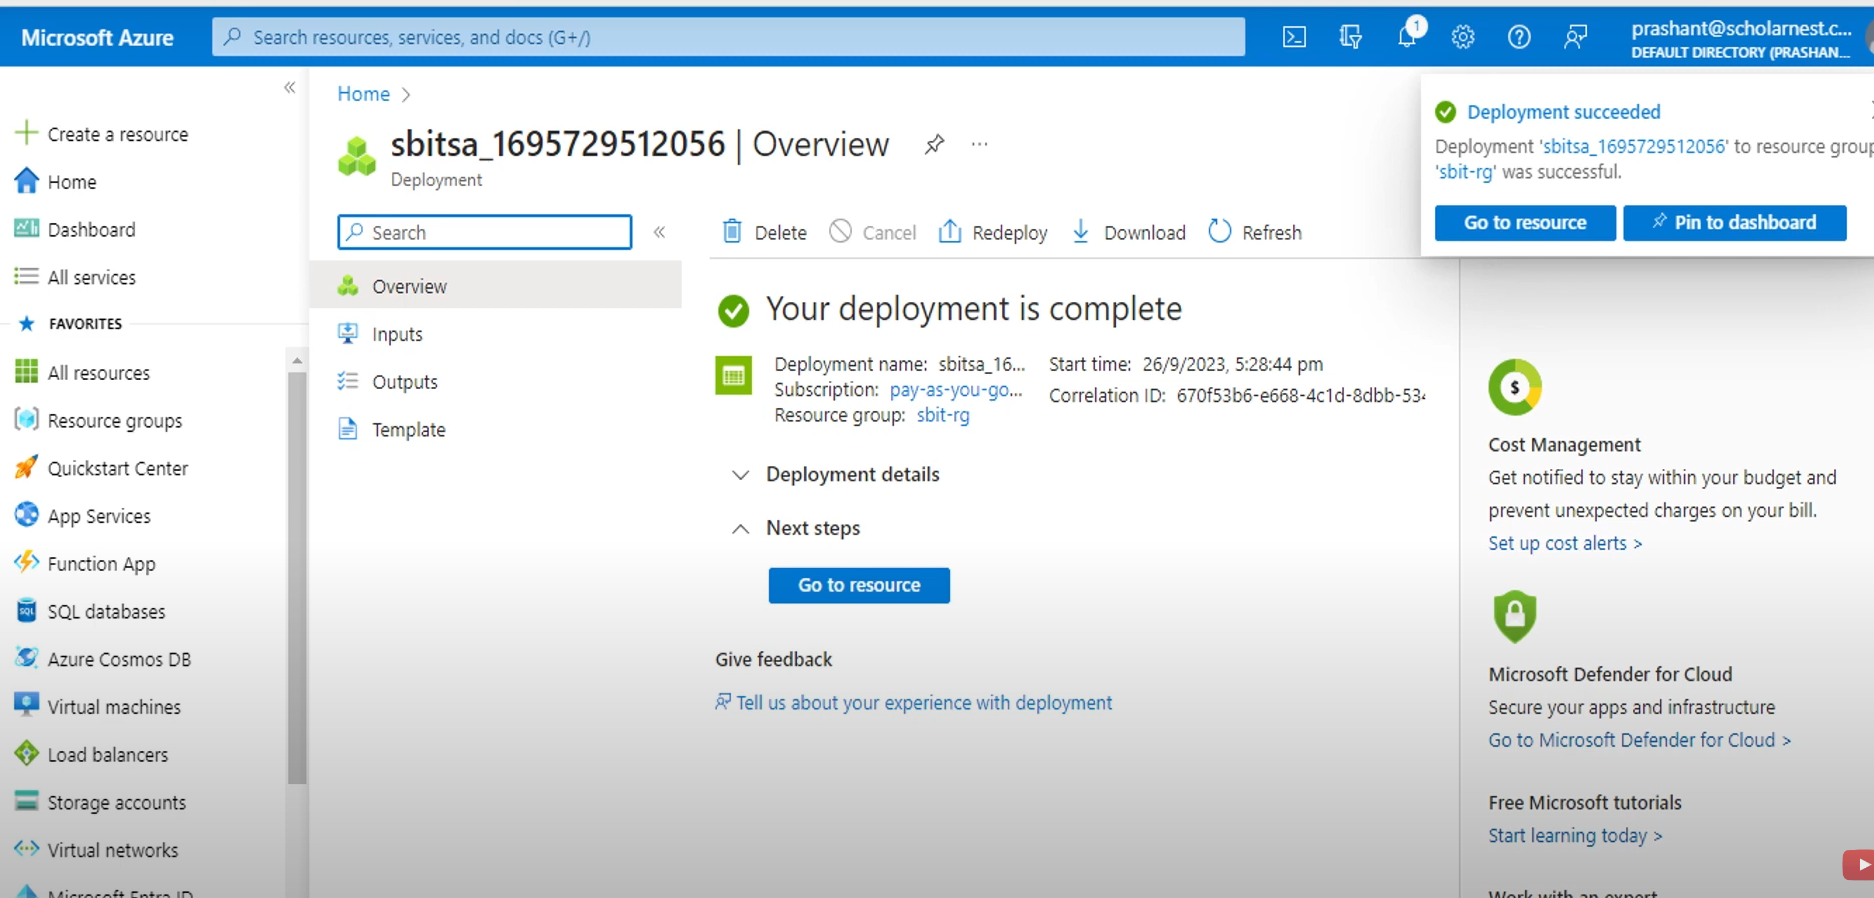 Microsoft Azure
Search resources, services, and docs (G+/)
1
prashant@scholarnest.c...
DEFAULT DIRECTORY (PRASHAN...
Create a resource
Home
Dashboard
All services
FAVORITES
All resources
Resource groups
Quickstart Center
App Services
Function App
SQL databases
Azure Cosmos DB
Virtual machines
Load balancers
Storage accounts
Virtual networks
Microsoft Entra ID
Home >
sbitsa_1695729512056 | Overview
...
Deployment
Search
Overview
Inputs
Outputs
Template
Delete
Cancel
Redeploy
Download
Refresh
Your deployment is complete
Deployment name: sbitsa_16...
Subscription: pay-as-you-go...
Resource group: sbit-rg
Start time: 26/9/2023, 5:28:44 pm
Correlation ID: 670f53b6-e668-4c1d-8dbb-534
Deployment details
Next steps
Go to resource
Give feedback
Tell us about your experience with deployment
Deployment succeeded
Deployment 'sbitsa_1695729512056' to resource group
'sbit-rg' was successful.
Go to resource
Pin to dashboard
Cost Management
Get notified to stay within your budget and
prevent unexpected charges on your bill.
Set up cost alerts >
Microsoft Defender for Cloud
Secure your apps and infrastructure
Go to Microsoft Defender for Cloud >
Free Microsoft tutorials
Start learning today >
Work with an expert